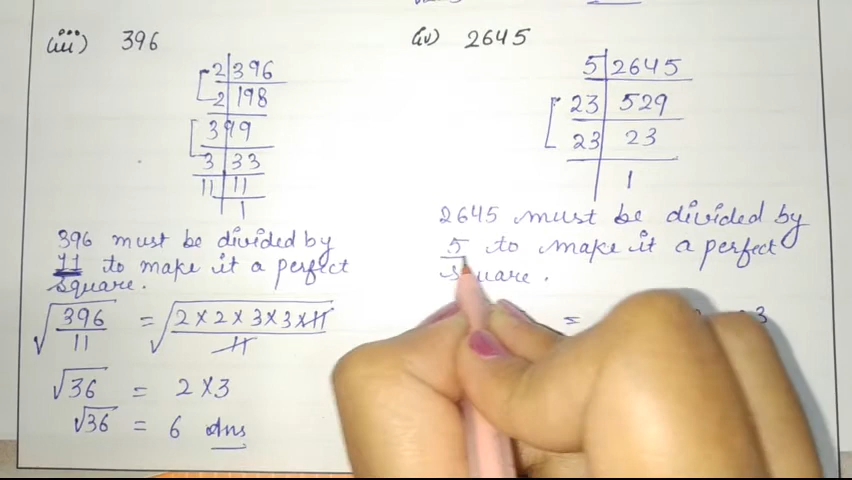 (iii) 396
2 | 396
2 | 198
3 | 99
3 | 33
11 | 11
1
396 must be divided by
11 to make it a perfect
square.
√396/11 = √2×2×3×3×11/11
√36 = 2×3
√36 = 6 Ans
(iv) 2645
5 | 2645
23 | 529
23 | 23
1
2645 must be divided by
5 to make it a perfect
square.
=